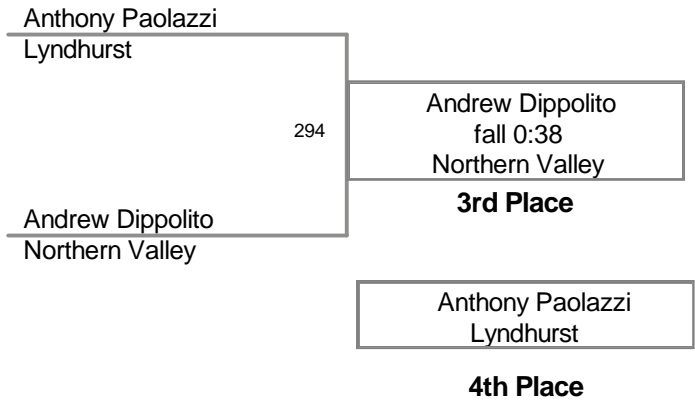 Anthony Paolazzi
Lyndhurst
294
Andrew Dippolito
fall 0:38
Northern Valley
3rd Place
Andrew Dippolito
Northern Valley
Anthony Paolazzi
Lyndhurst
4th Place